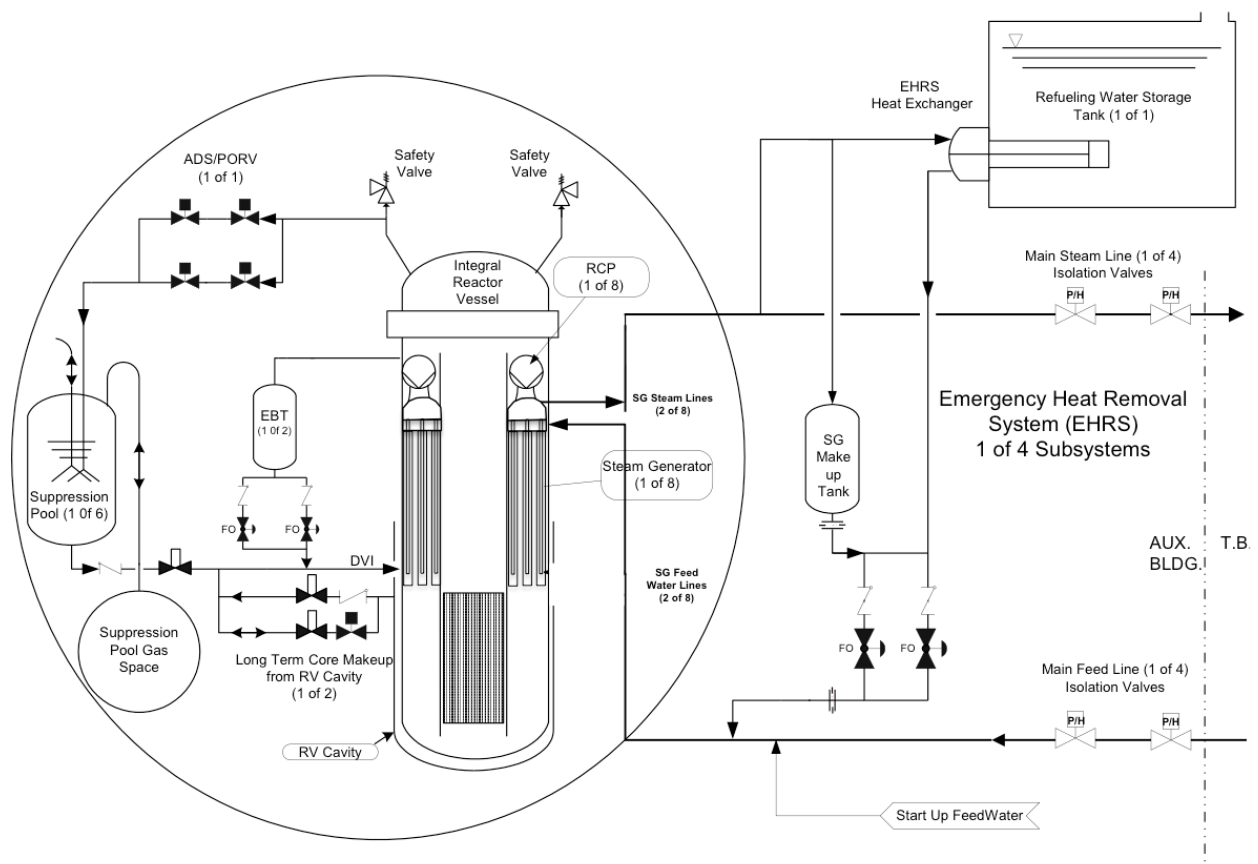 EHRS
Heat Exchanger
Refueling Water Storage
Tank (1 of 1)
ADS/PORV
(1 of 1)
Safety
Valve
Safety
Valve
Integral
Reactor
Vessel
RCP
(1 of 8)
Main Steam Line (1 of 4)
Isolation Valves
P/H
P/H
EBT
(1 0f 2)
SG Steam Lines
(2 of 8)
Emergency Heat Removal
System (EHRS)
1 of 4 Subsystems
SG
Make
up
Tank
Steam Generator
(1 of 8)
Suppression
Pool (1 0f 6)
FO
FO
DVI
AUX.
BLDG.
T.B.
SG Feed
Water Lines
(2 of 8)
Suppression
Pool Gas
Space
Long Term Core Makeup
from RV Cavity
(1 of 2)
FO
FO
Main Feed Line (1 of 4)
Isolation Valves
P/H
P/H
RV Cavity
Start Up FeedWater